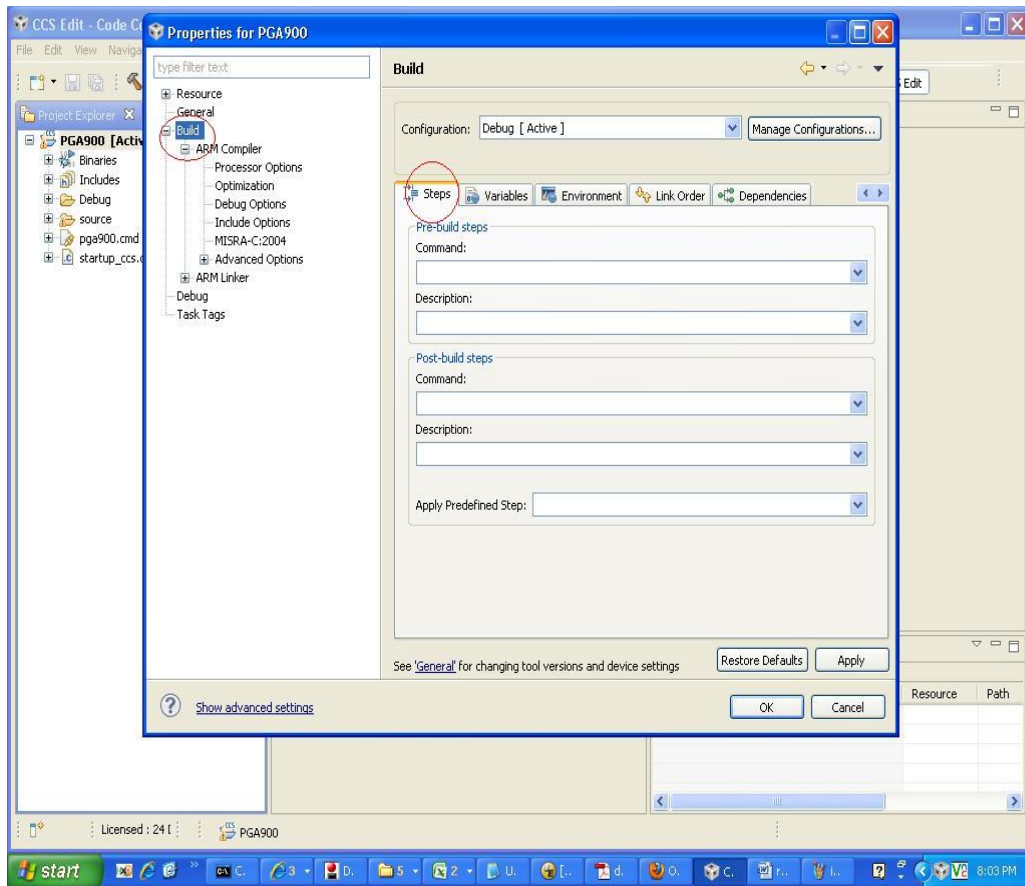 CCS Edit - Code C
Properties for PGA900
File Edit View Naviga
type filter text
Build
Edit
Resource
General
Build
ARM Compiler
Processor Options
Optimization
Debug Options
Include Options
MISRA-C:2004
Advanced Options
ARM Linker
Debug
Task Tags
Project Explorer
PGA900 [Activ
Binaries
Includes
Debug
source
pga900.cmd
startup_ccs.c
Configuration: Debug [ Active ] Manage Configurations...
Steps Variables Environment Link Order Dependencies
Pre-build steps
Command:
Description:
Post-build steps
Command:
Description:
Apply Predefined Step:
See 'General' for changing tool versions and device settings
Restore Defaults Apply
Show advanced settings
OK Cancel
Resource Path
Licensed : 24
PGA900
start C. 3 D. 5 2 U. [.. d. O. C. r.. i.. 8:03 PM